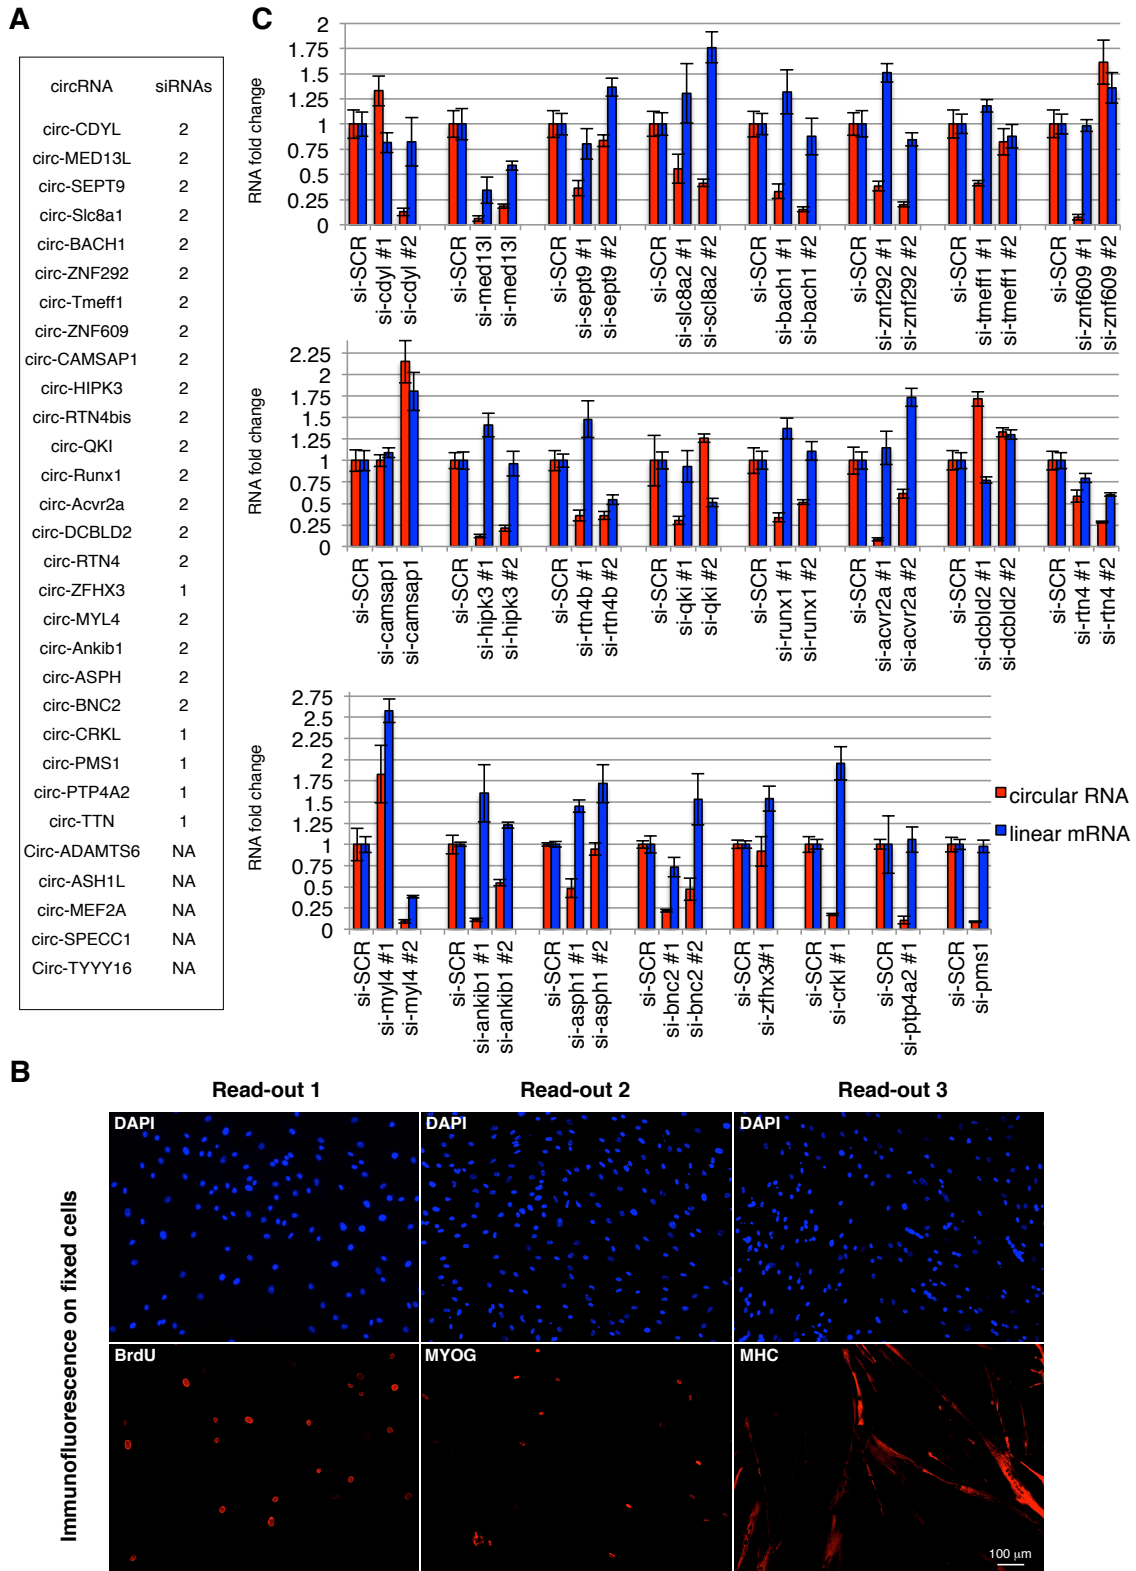 A
circRNA siRNAs
circ-CDYL 2
circ-MED13L 2
circ-SEPT9 2
circ-Slc8a1 2
circ-BACH1 2
circ-ZNF292 2
circ-Tmeff1 2
circ-ZNF609 2
circ-CAMSAP1 2
circ-HIPK3 2
circ-RTN4bis 2
circ-QKI 2
circ-Runx1 2
circ-Acvr2a 2
circ-DCBLD2 2
circ-RTN4 2
circ-ZFHX3 1
circ-MYL4 2
circ-Ankib1 2
circ-ASPH 2
circ-BNC2 2
circ-CRKL 1
circ-PMS1 1
circ-PTP4A2 1
circ-TTN 1
Circ-ADAMTS6 NA
circ-ASH1L NA
circ-MEF2A NA
circ-SPECC1 NA
Circ-TYYY16 NA
C
RNA fold change
2
1.75
1.5
1.25
1
0.75
0.5
0.25
0
si-SCR
si-cdyl #1
si-cdyl #2
si-SCR
si-med13l
si-med13l
si-SCR
si-sept9 #1
si-sept9 #2
si-SCR
si-slc8a2 #1
si-scl8a2 #2
si-SCR
si-bach1 #1
si-bach1 #2
si-SCR
si-znf292 #1
si-znf292 #2
si-SCR
si-tmeff1 #1
si-tmeff1 #2
si-SCR
si-znf609 #1
si-znf609 #2
RNA fold change
2.25
2
1.75
1.5
1.25
1
0.75
0.5
0.25
0
si-SCR
si-camsap1
si-camsap1
si-SCR
si-hipk3 #1
si-hipk3 #2
si-SCR
si-rtn4b #1
si-rtn4b #2
si-SCR
si-qki #1
si-qki #2
si-SCR
si-runx1 #1
si-runx1 #2
si-SCR
si-acvr2a #1
si-acvr2a #2
si-SCR
si-dcbld2 #1
si-dcbld2 #2
si-SCR
si-rtn4 #1
si-rtn4 #2
RNA fold change
2.75
2.5
2.25
2
1.75
1.5
1.25
1
0.75
0.5
0.25
0
si-SCR
si-myl4 #1
si-myl4 #2
si-SCR
si-ankib1 #1
si-ankib1 #2
si-SCR
si-asph1 #1
si-asph1 #2
si-SCR
si-bnc2 #1
si-bnc2 #2
si-SCR
si-zfhx3#1
si-SCR
si-crkl #1
si-SCR
si-ptp4a2 #1
si-SCR
si-pms1
circular RNA
linear mRNA
B
Read-out 1 Read-out 2 Read-out 3
Immunofluorescence on fixed cells
DAPI DAPI DAPI
BrdU MYOG MHC
100 µm